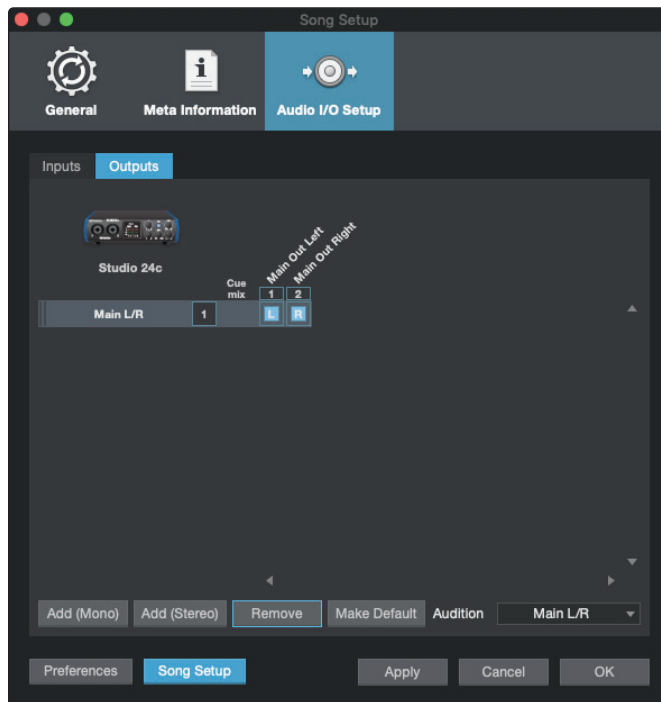 Song Setup
General
Meta Information
Audio I/O Setup
Inputs
Outputs
Studio 24c
Cue
mix
Main Out Left
Main Out Right
1 2
Main L/R 1 L R
Add (Mono) Add (Stereo) Remove Make Default Audition Main L/R
Preferences Song Setup Apply Cancel OK